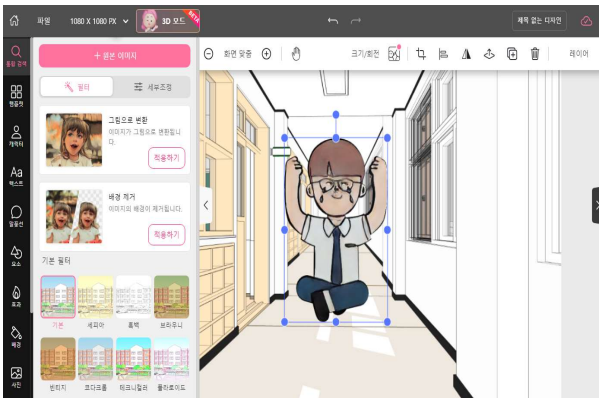 파일 1080 X 1080 PX 3D 모드 BETA 제목 없는 디자인
통합 검색
템플릿
캐릭터
Aa
텍스트
말풍선
요소
효과
배경
사진
+ 원본 이미지
필터 세부조정
그림으로 변환
이미지가 그림으로 변환됩니다.
적용하기
배경 제거
이미지의 배경이 제거됩니다.
적용하기
기본 필터
기본 세피아 흑백 브라우니
빈티지 코다크롬 테크니컬러 폴라로이드
화면 맞춤 크기/회전 레이어